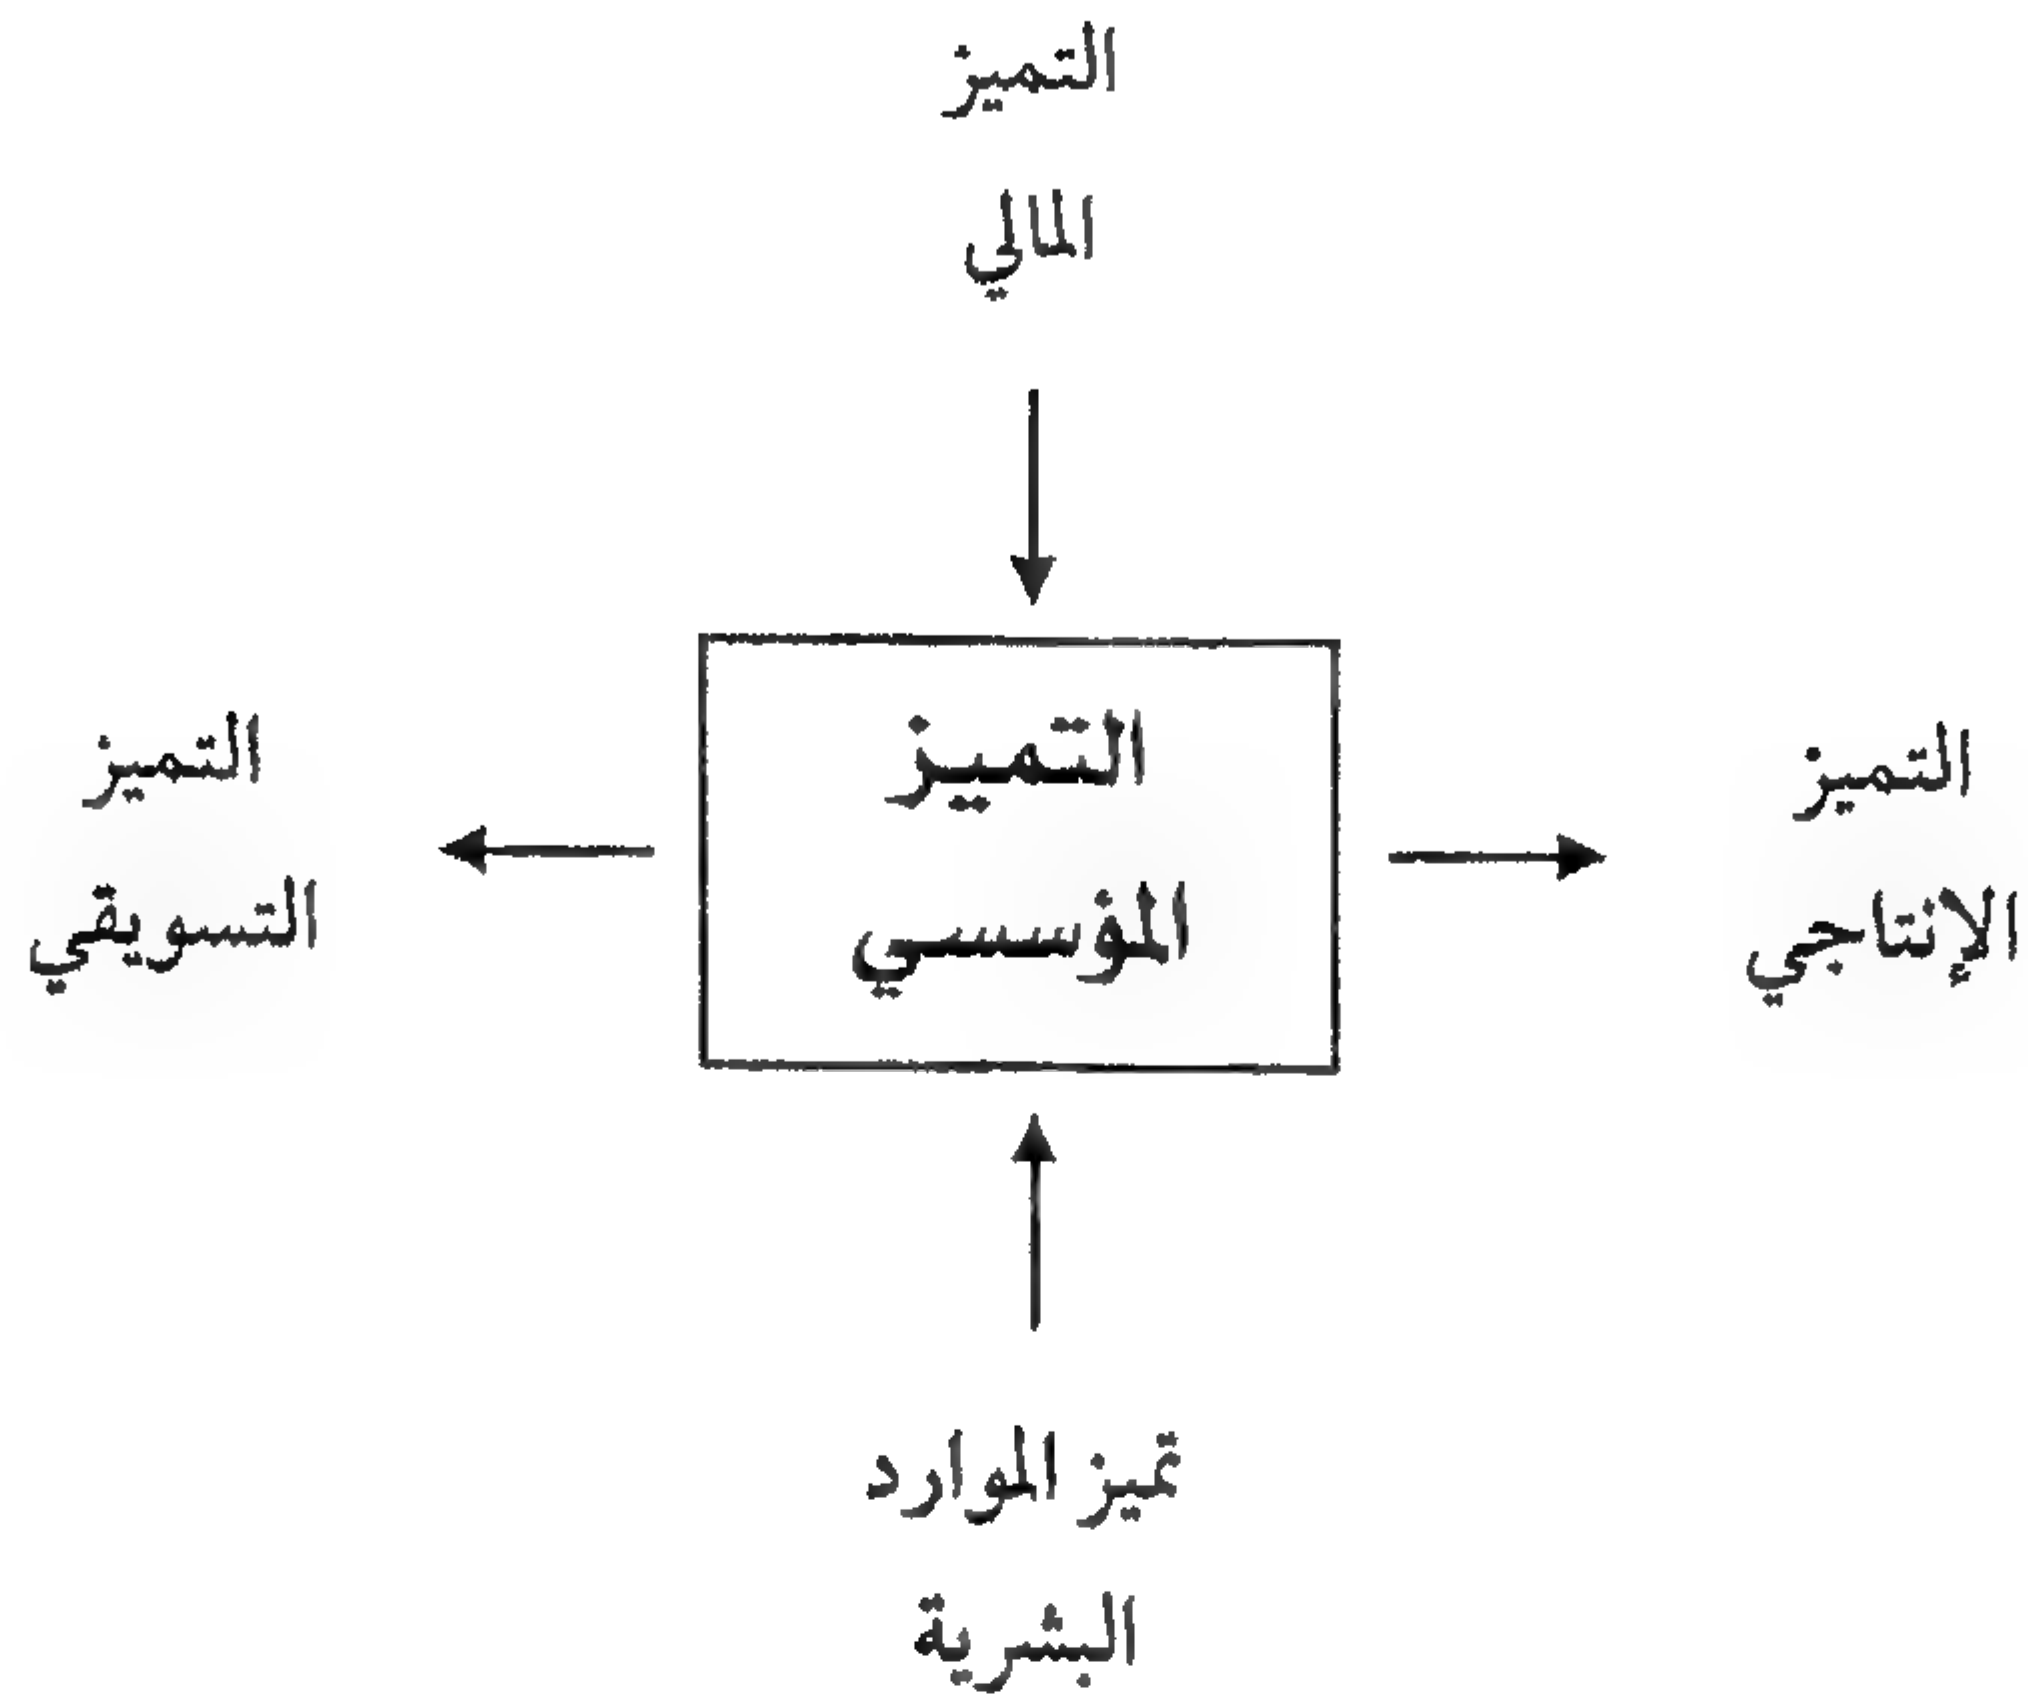 التميز
المالي
التميز
المؤسسي
التميز
الإنتاجي
التميز
التسويقي
تميز الموارد
البشرية